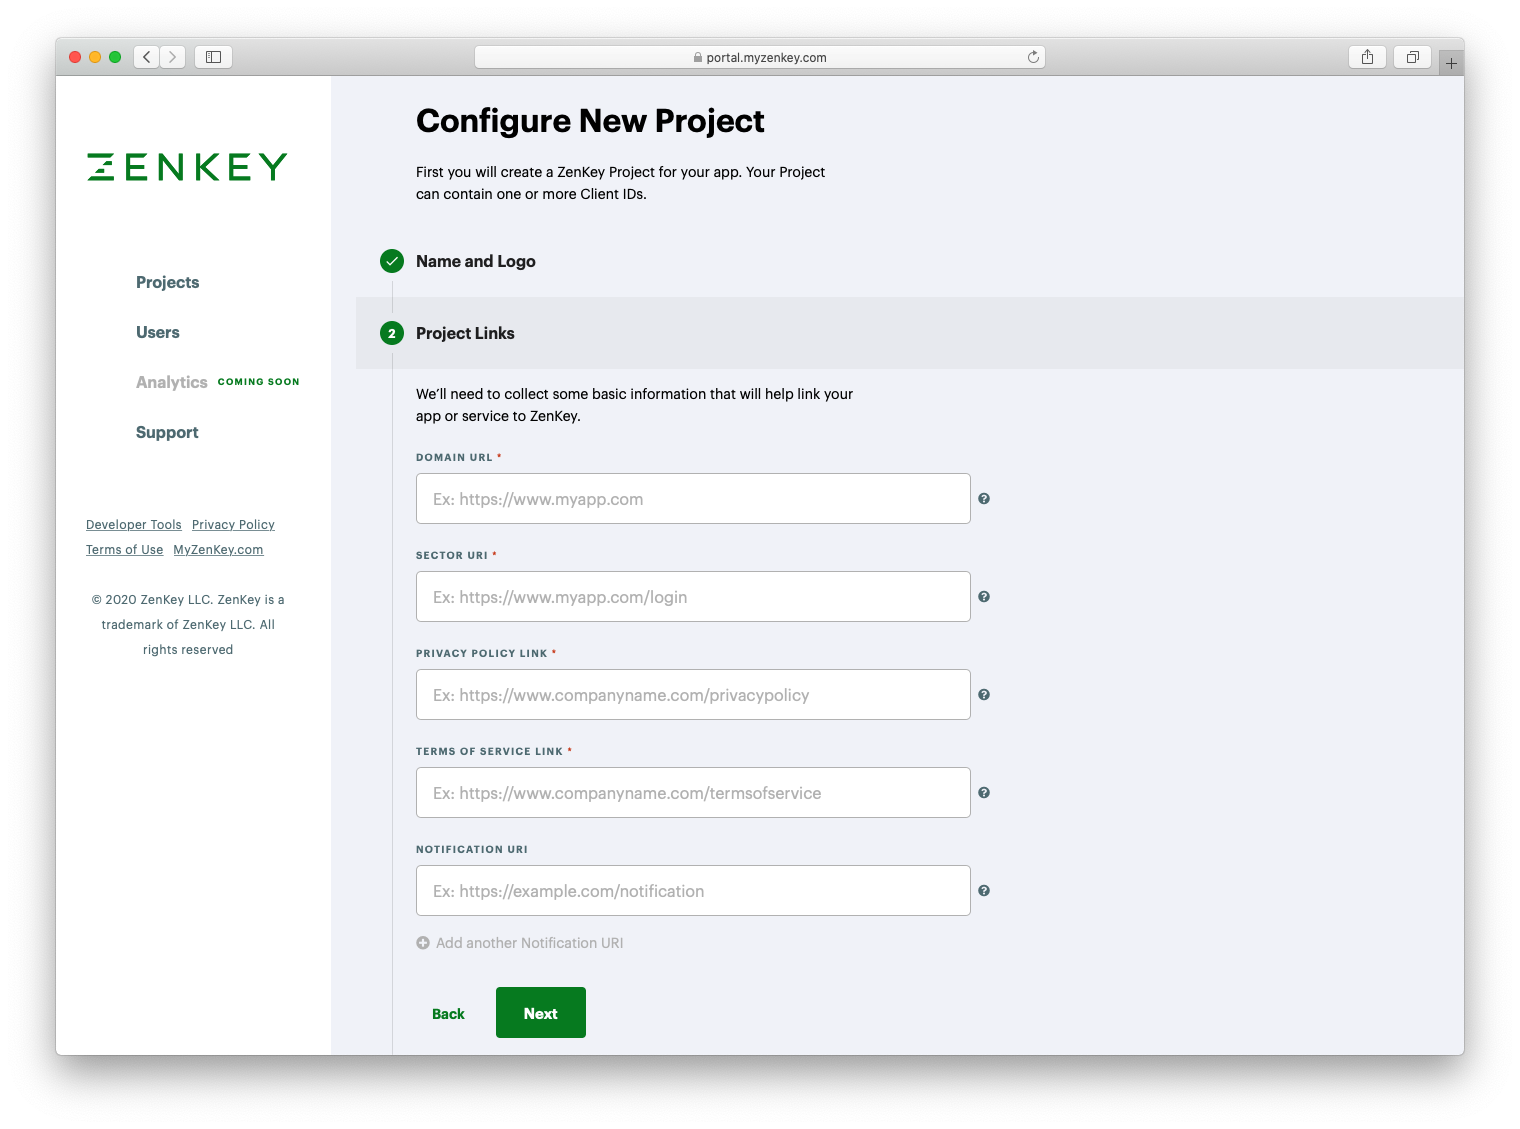 portal.myzenkey.com
ZENKEY
Projects
Users
Analytics COMING SOON
Support
Developer Tools Privacy Policy
Terms of Use MyZenKey.com
© 2020 ZenKey LLC. ZenKey is a
trademark of ZenKey LLC. All
rights reserved
Configure New Project
First you will create a ZenKey Project for your app. Your Project
can contain one or more Client IDs.
Name and Logo
2 Project Links
We’ll need to collect some basic information that will help link your
app or service to ZenKey.
DOMAIN URL *
Ex: https://www.myapp.com
SECTOR URI *
Ex: https://www.myapp.com/login
PRIVACY POLICY LINK *
Ex: https://www.companyname.com/privacypolicy
TERMS OF SERVICE LINK *
Ex: https://www.companyname.com/termsofservice
NOTIFICATION URI
Ex: https://example.com/notification
Add another Notification URI
Back Next